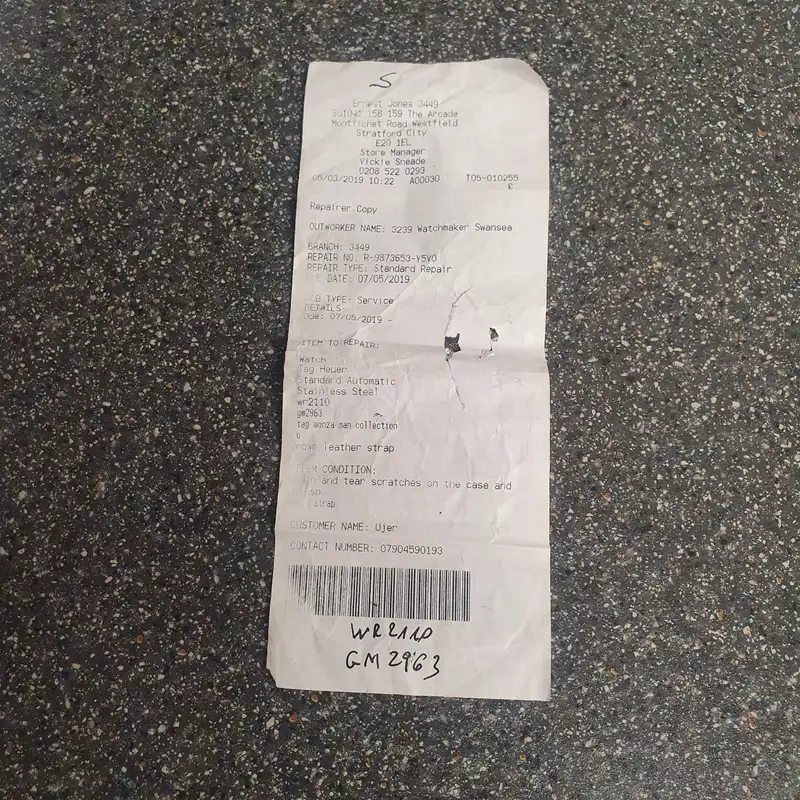 S
Ernest Jones 3449
158 159 The Arcade
Montfichet Road Westfield
Stratford City
E20 1EL
Store Manager
Vickie Sneade
0208 522 0293
05/03/2019 10:22 A00030 T05-010255
£
Repairer Copy
OUTWORKER NAME: 3239 Watchmaker Swansea
BRANCH: 3449
REPAIR NO. R-9873653-Y5V0
REPAIR TYPE: Standard Repair
DATE: 07/05/2019
TYPE: Service
DETAILS:
Due: 07/05/2019 -
ITEM TO REPAIR:
Watch
Tag Heuer
Standard Automatic
Stainless Steel
wr2110
gm2963
tag monza man collection
b
leather strap
ITEM CONDITION:
and tear scratches on the case and
strap
CUSTOMER NAME: Ujer
CONTACT NUMBER: 07904590193
WR2110
GM2963